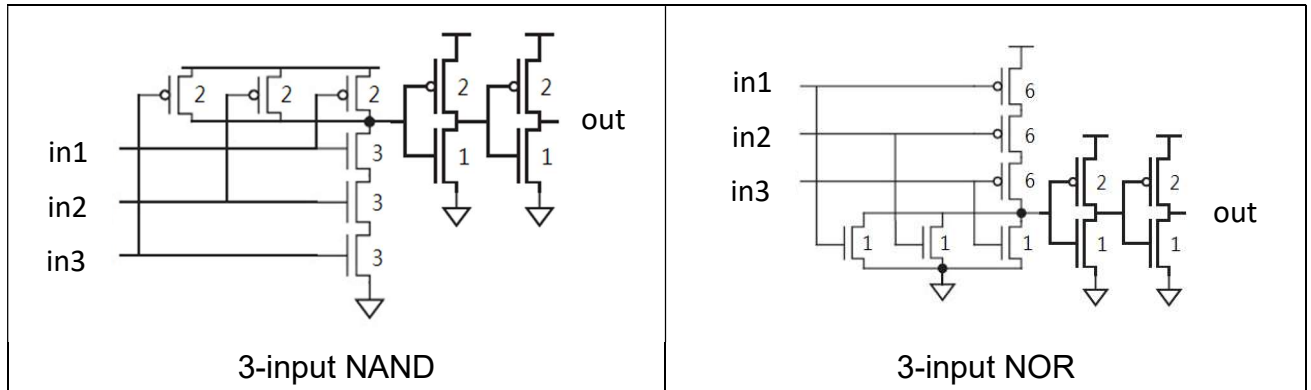 2 2 2 2 2
in1 3 1 1 out
in2 3
in3 3
3-input NAND
in1 6
in2 6
in3 6 2 2
1 1 1 1 1 out
3-input NOR